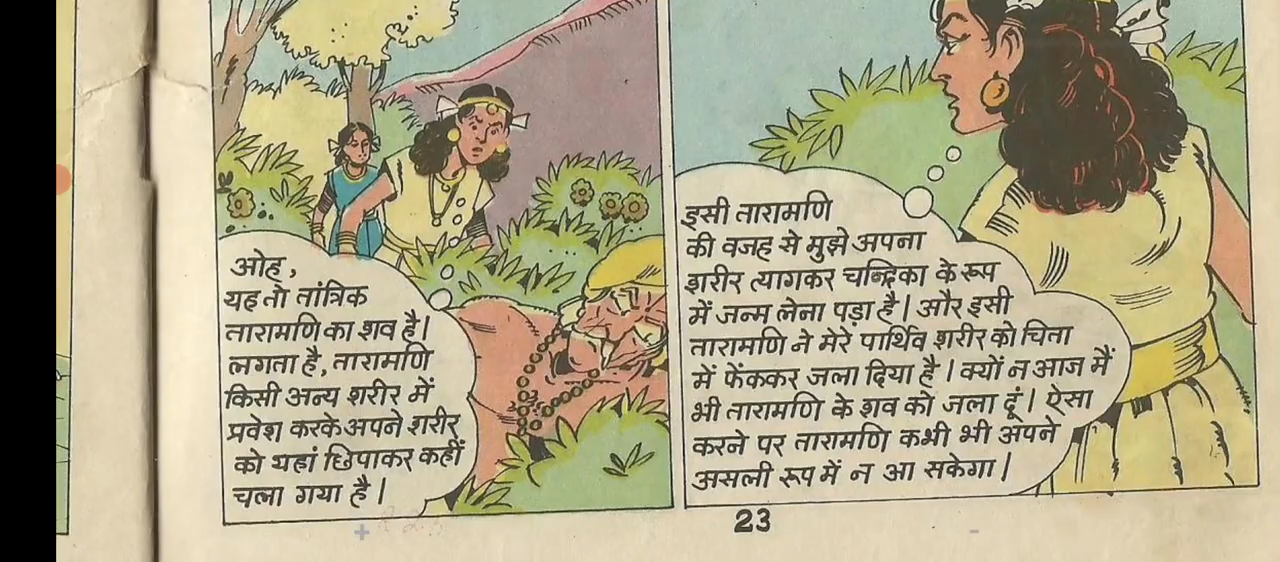 ओह,
यह तो तांत्रिक
तारामणि का शव है।
लगता है, तारामणि
किसी अन्य शरीर में
प्रवेश करके अपने शरीर
को यहां छिपाकर कहीं
चला गया है।
इसी तारामणि
की वजह से मुझे अपना
शरीर त्यागकर चन्द्रिका के रूप
में जन्म लेना पड़ा है। और इसी
तारामणि ने मेरे पार्थिव शरीर को चिता
में फेंककर जला दिया है। क्यों न आज मैं
भी तारामणि के शव को जला दूं। ऐसा
करने पर तारामणि कभी भी अपने
असली रूप में न आ सकेगा।
23